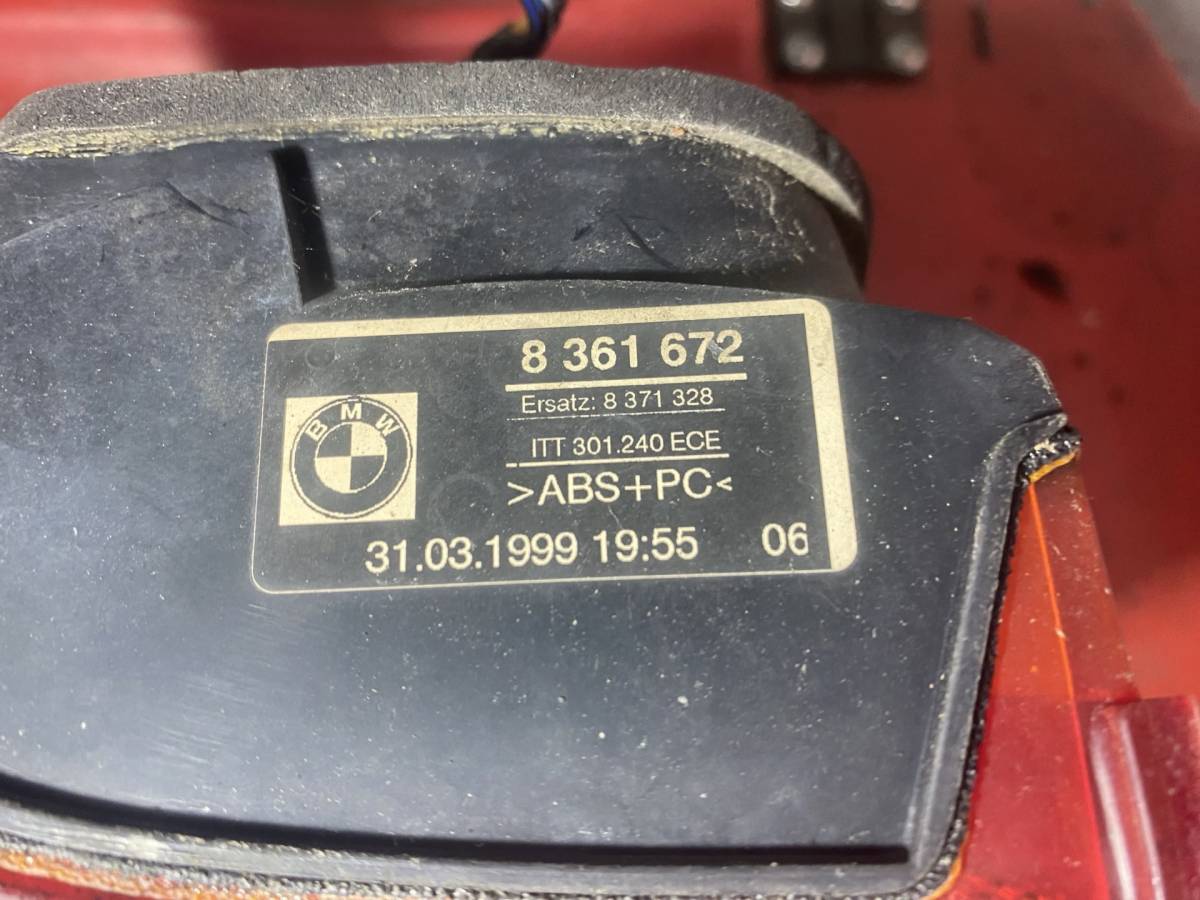 8 361 672
Ersatz: 8 371 328
BMW
ITT 301.240 ECE
>ABS+PC<
31.03.1999 19:55 06